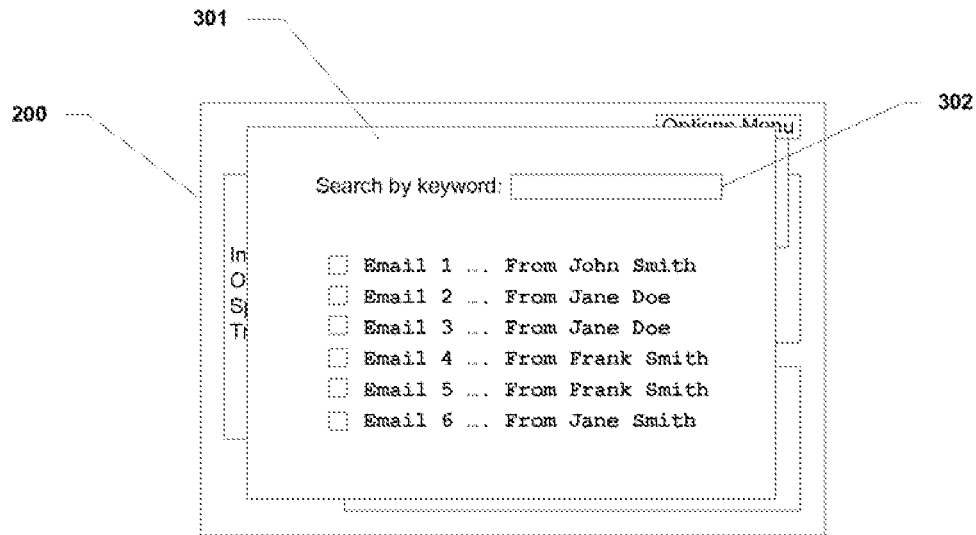 301
200
302
Options Menu
Search by keyword:
In
O
Sp
Email 1 .... From John Smith
Email 2 .... From Jane Doe
Email 3 .... From Jane Doe
Email 4 .... From Frank Smith
Email 5 .... From Frank Smith
Email 6 .... From Jane Smith